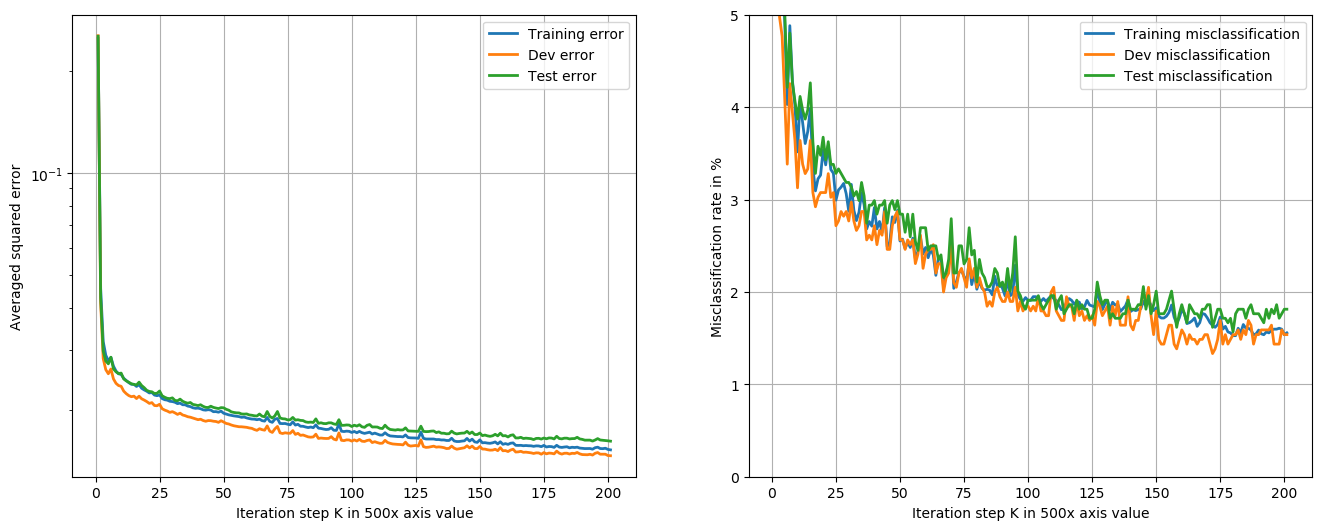 Training error
Dev error
Test error
10⁻¹
Averaged squared error
0 25 50 75 100 125 150 175 200
Iteration step K in 500x axis value
Training misclassification
Dev misclassification
Test misclassification
5
4
3
2
1
0
Misclassification rate in %
0 25 50 75 100 125 150 175 200
Iteration step K in 500x axis value